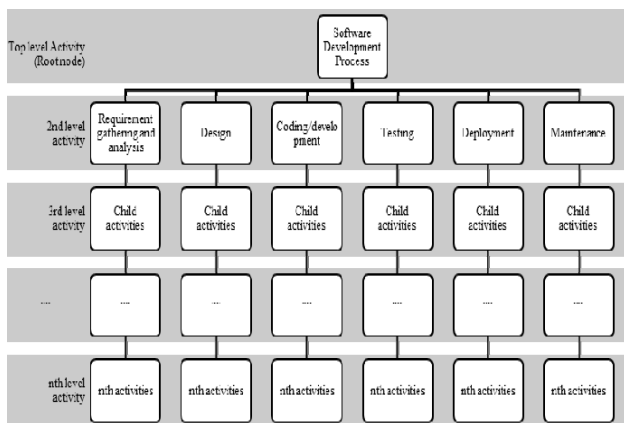 Top level Activity
(Root node)
Software
Development
Process
2nd level
activity
Requirement
gathering and
analysis
Design
Coding/develo
pment
Testing
Deployment
Maintenance
3rd level
activity
Child
activities
Child
activities
Child
activities
Child
activities
Child
activities
Child
activities
....
....
....
....
....
....
....
nth level
activity
nth activities
nth activities
nth activities
nth activities
nth activities
nth activities